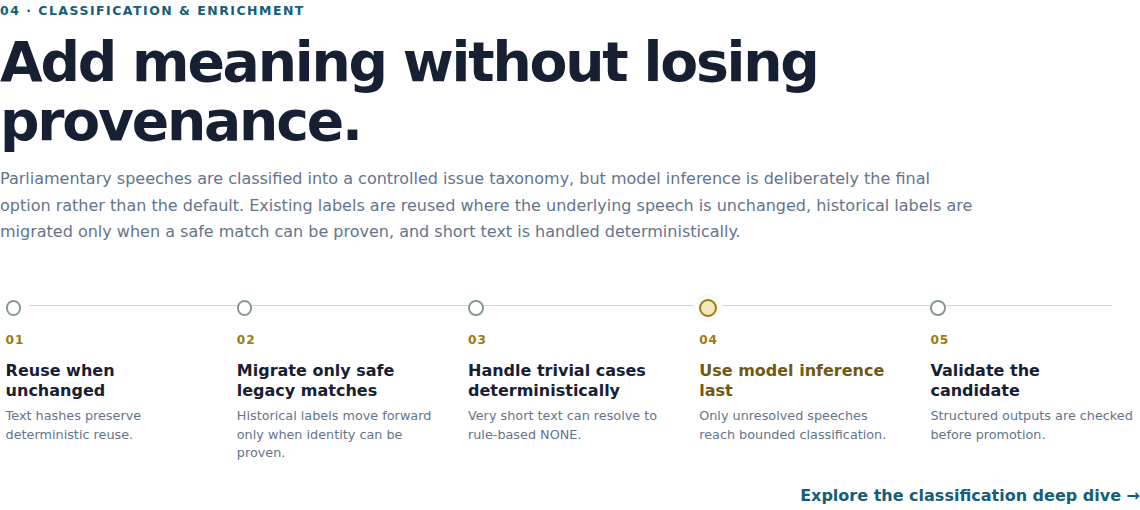 04 · CLASSIFICATION & ENRICHMENT
Add meaning without losing
provenance.
Parliamentary speeches are classified into a controlled issue taxonomy, but model inference is deliberately the final
option rather than the default. Existing labels are reused where the underlying speech is unchanged, historical labels are
migrated only when a safe match can be proven, and short text is handled deterministically.
01
Reuse when
unchanged
Text hashes preserve
deterministic reuse.
02
Migrate only safe
legacy matches
Historical labels move forward
only when identity can be
proven.
03
Handle trivial cases
deterministically
Very short text can resolve to
rule-based NONE.
04
Use model inference
last
Only unresolved speeches
reach bounded classification.
05
Validate the
candidate
Structured outputs are checked
before promotion.
Explore the classification deep dive →